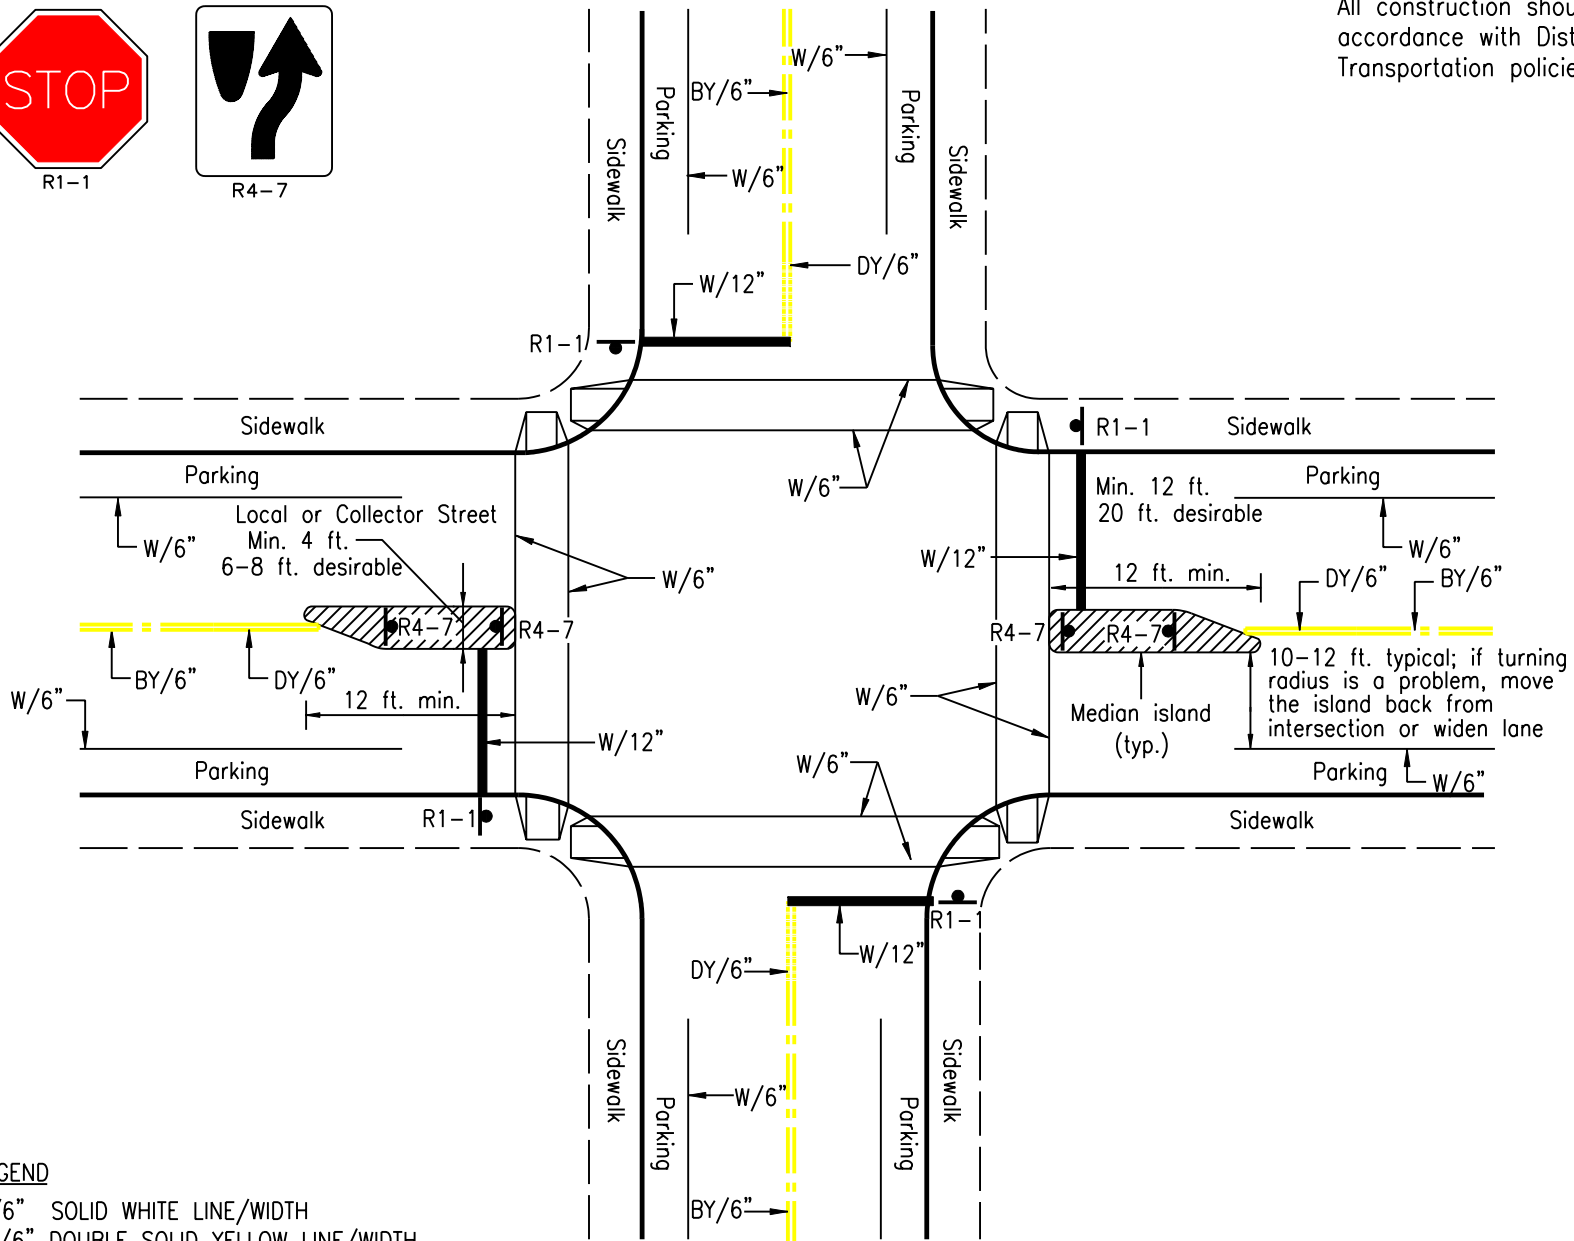 All construction
accordance with
Transportation
STOP
R1-1
R4-7
W/6"
BY/6"
Parking
Parking
Sidewalk
Sidewalk
W/6"
DY/6"
W/12"
R1-1
Sidewalk
R1-1
Sidewalk
Parking
Parking
W/6"
Min. 12 ft.
20 ft. desirable
Local or Collector Street
Min. 4 ft.
6-8 ft. desirable
W/6"
W/6"
W/12"
W/6"
12 ft. min.
DY/6"
BY/6"
R4-7
R4-7
R4-7
R4-7
BY/6"
DY/6"
W/6"
12 ft. min.
W/6"
10-12 ft. typical; if turning
radius is a problem, move
the island back from
intersection or widen lane
Median island
(typ.)
W/12"
W/6"
Parking
Parking
W/6"
Sidewalk
R1-1
Sidewalk
R1-1
W/12"
DY/6"
Sidewalk
Sidewalk
W/6"
Parking
Parking
BY/6"
SOLID WHITE LINE/WIDTH
DOUBLE SOLID YELLOW LINE/WIDTH